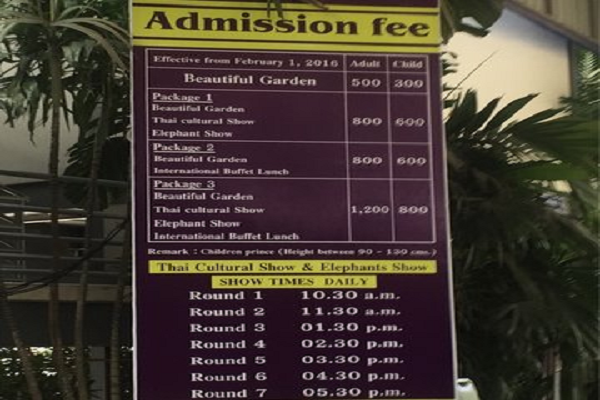 Admission fee
Effective from February 1, 2016 Adult Child
Beautiful Garden 500 300
Package 1
Beautiful Garden
Thai cultural Show 800 600
Elephant Show
Package 2
Beautiful Garden 800 600
International Buffet Lunch
Package 3
Beautiful Garden
Thai cultural Show 1,200 800
Elephant Show
International Buffet Lunch
Remark : Children prince (Height between 90 - 130 cms.)
Thai Cultural Show & Elephants Show
SHOW TIMES DAILY
Round 1 10.30 a.m.
Round 2 11.30 a.m.
Round 3 01.30 p.m.
Round 4 02.30 p.m.
Round 5 03.30 p.m.
Round 6 04.30 p.m.
Round 7 05.30 p.m.